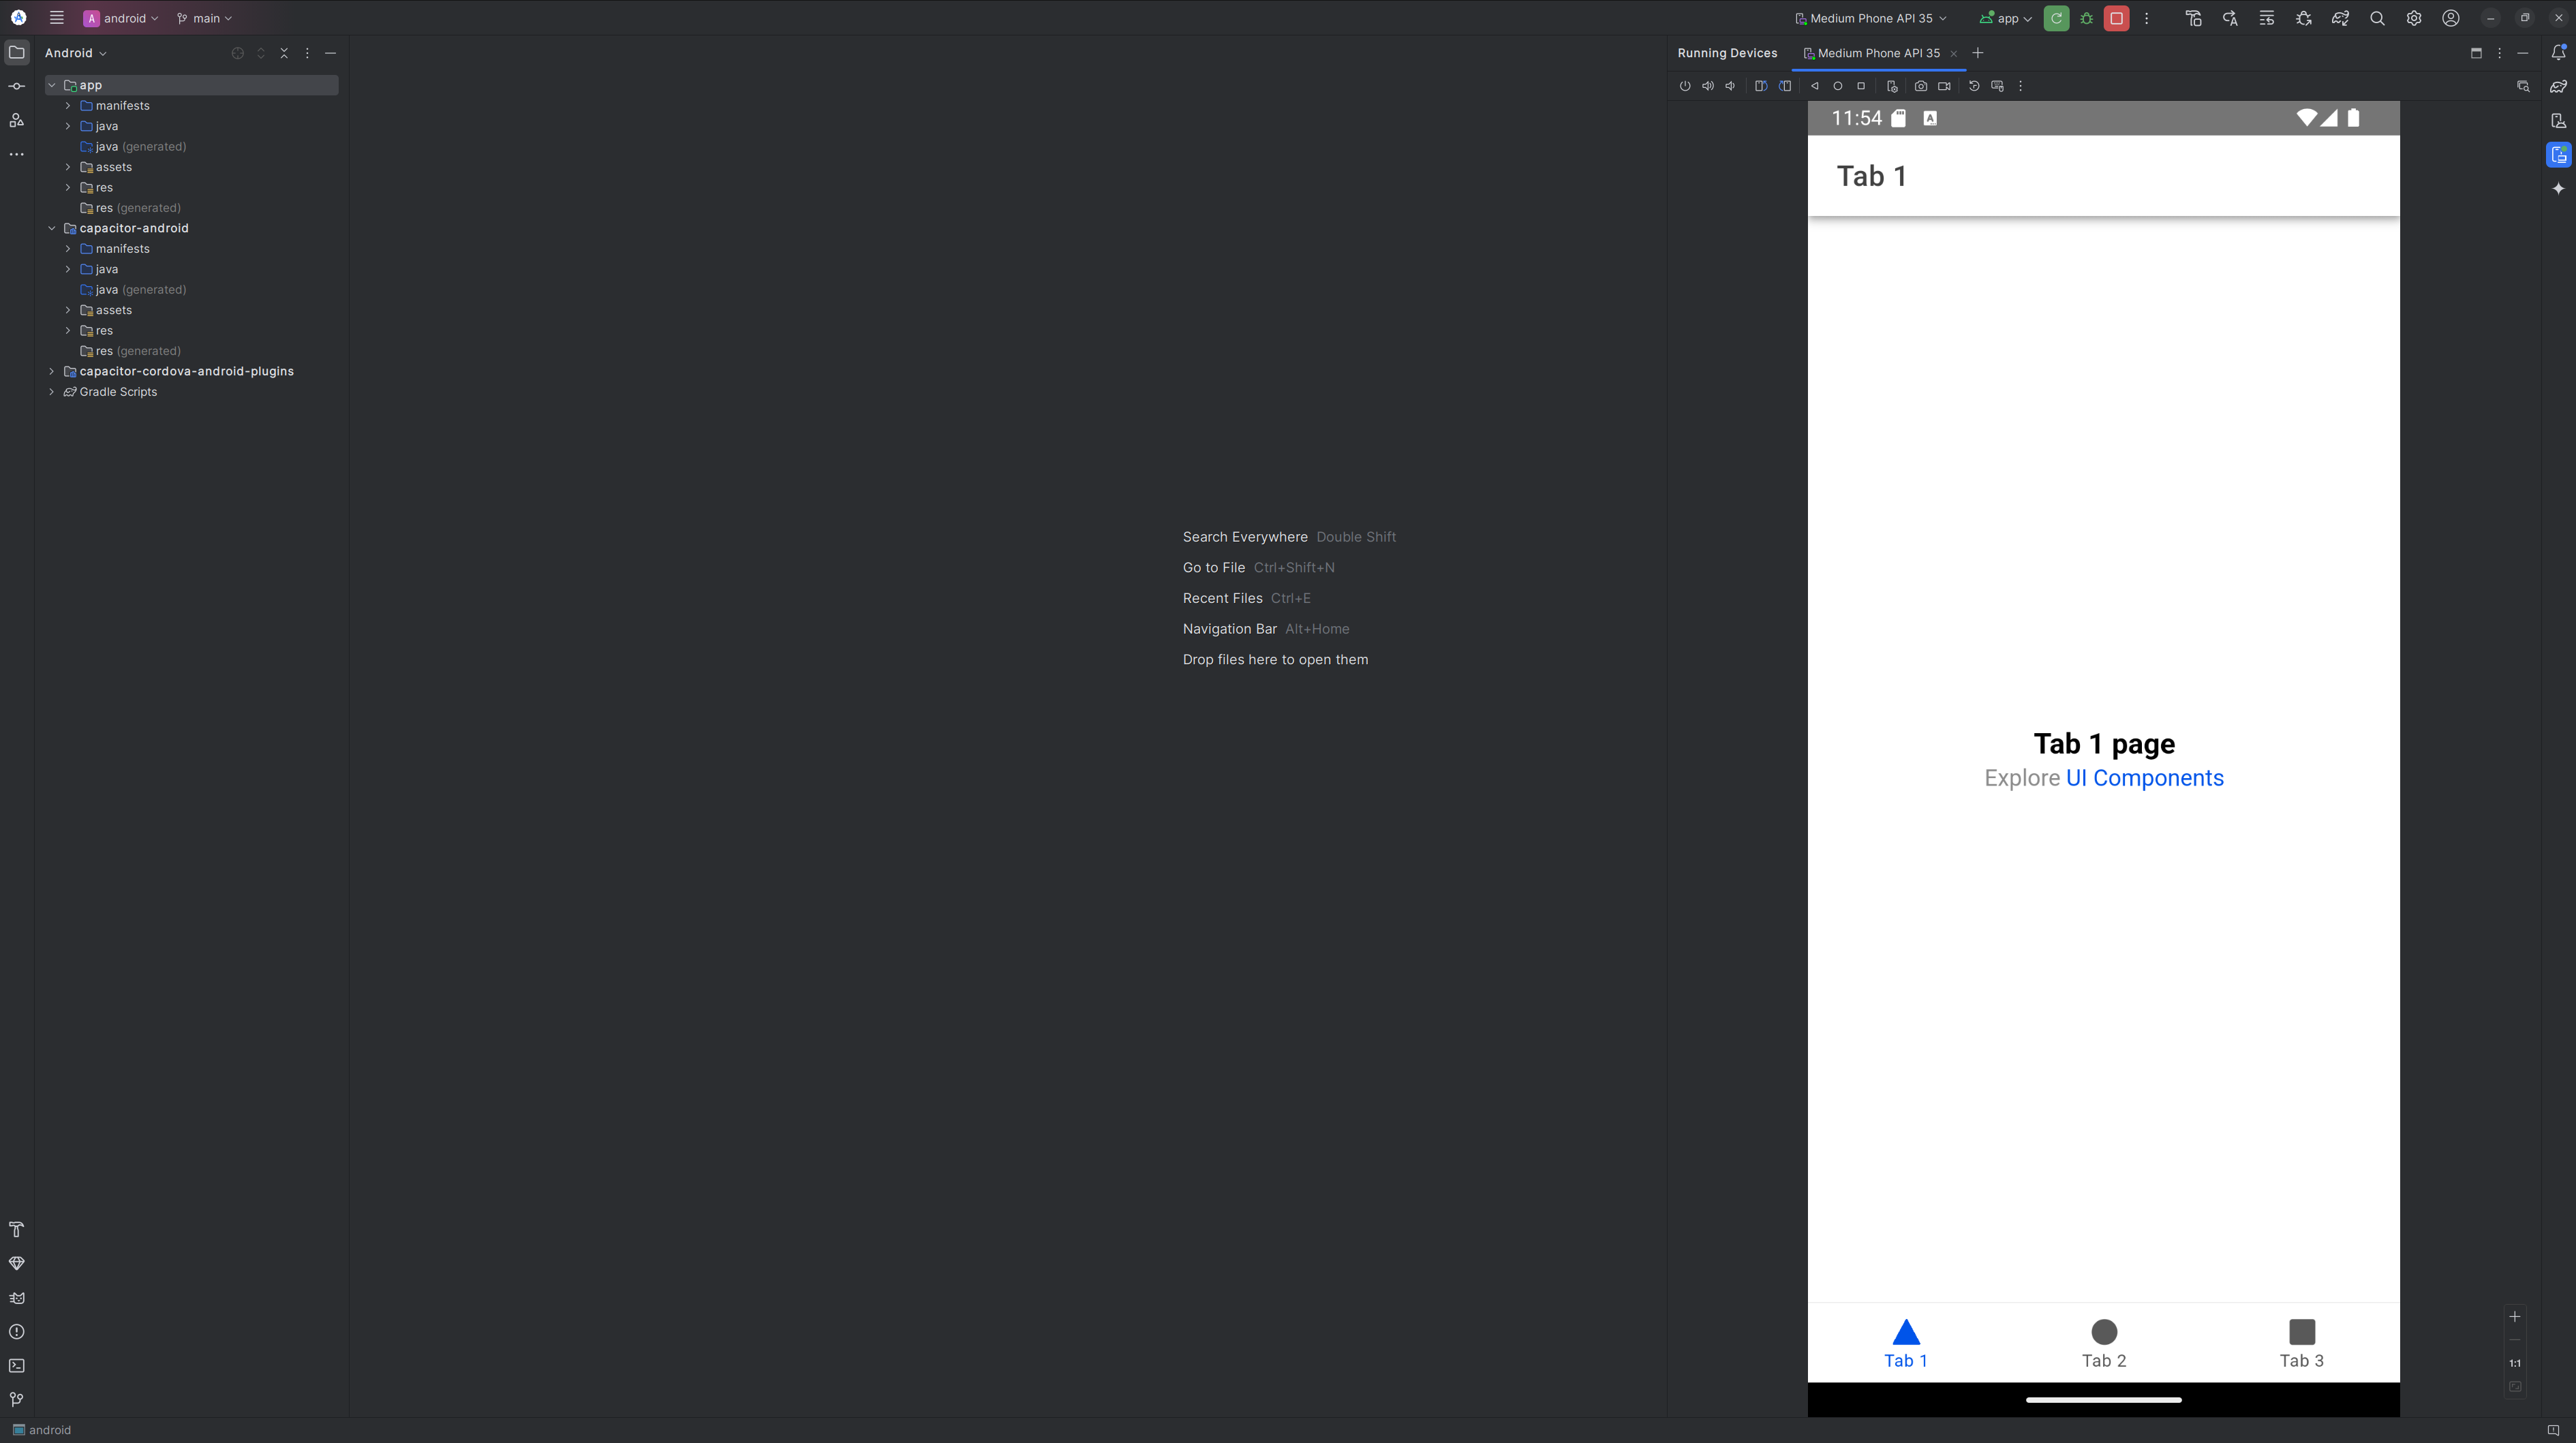 A android main
Medium Phone API 35 app
Android
app
manifests
java
java (generated)
assets
res
res (generated)
capacitor-android
manifests
java
java (generated)
assets
res
res (generated)
capacitor-cordova-android-plugins
Gradle Scripts
Search Everywhere Double Shift
Go to File Ctrl+Shift+N
Recent Files Ctrl+E
Navigation Bar Alt+Home
Drop files here to open them
Running Devices Medium Phone API 35
11:54 A
Tab 1
Tab 1 page
Explore UI Components
Tab 1 Tab 2 Tab 3
1:1
android